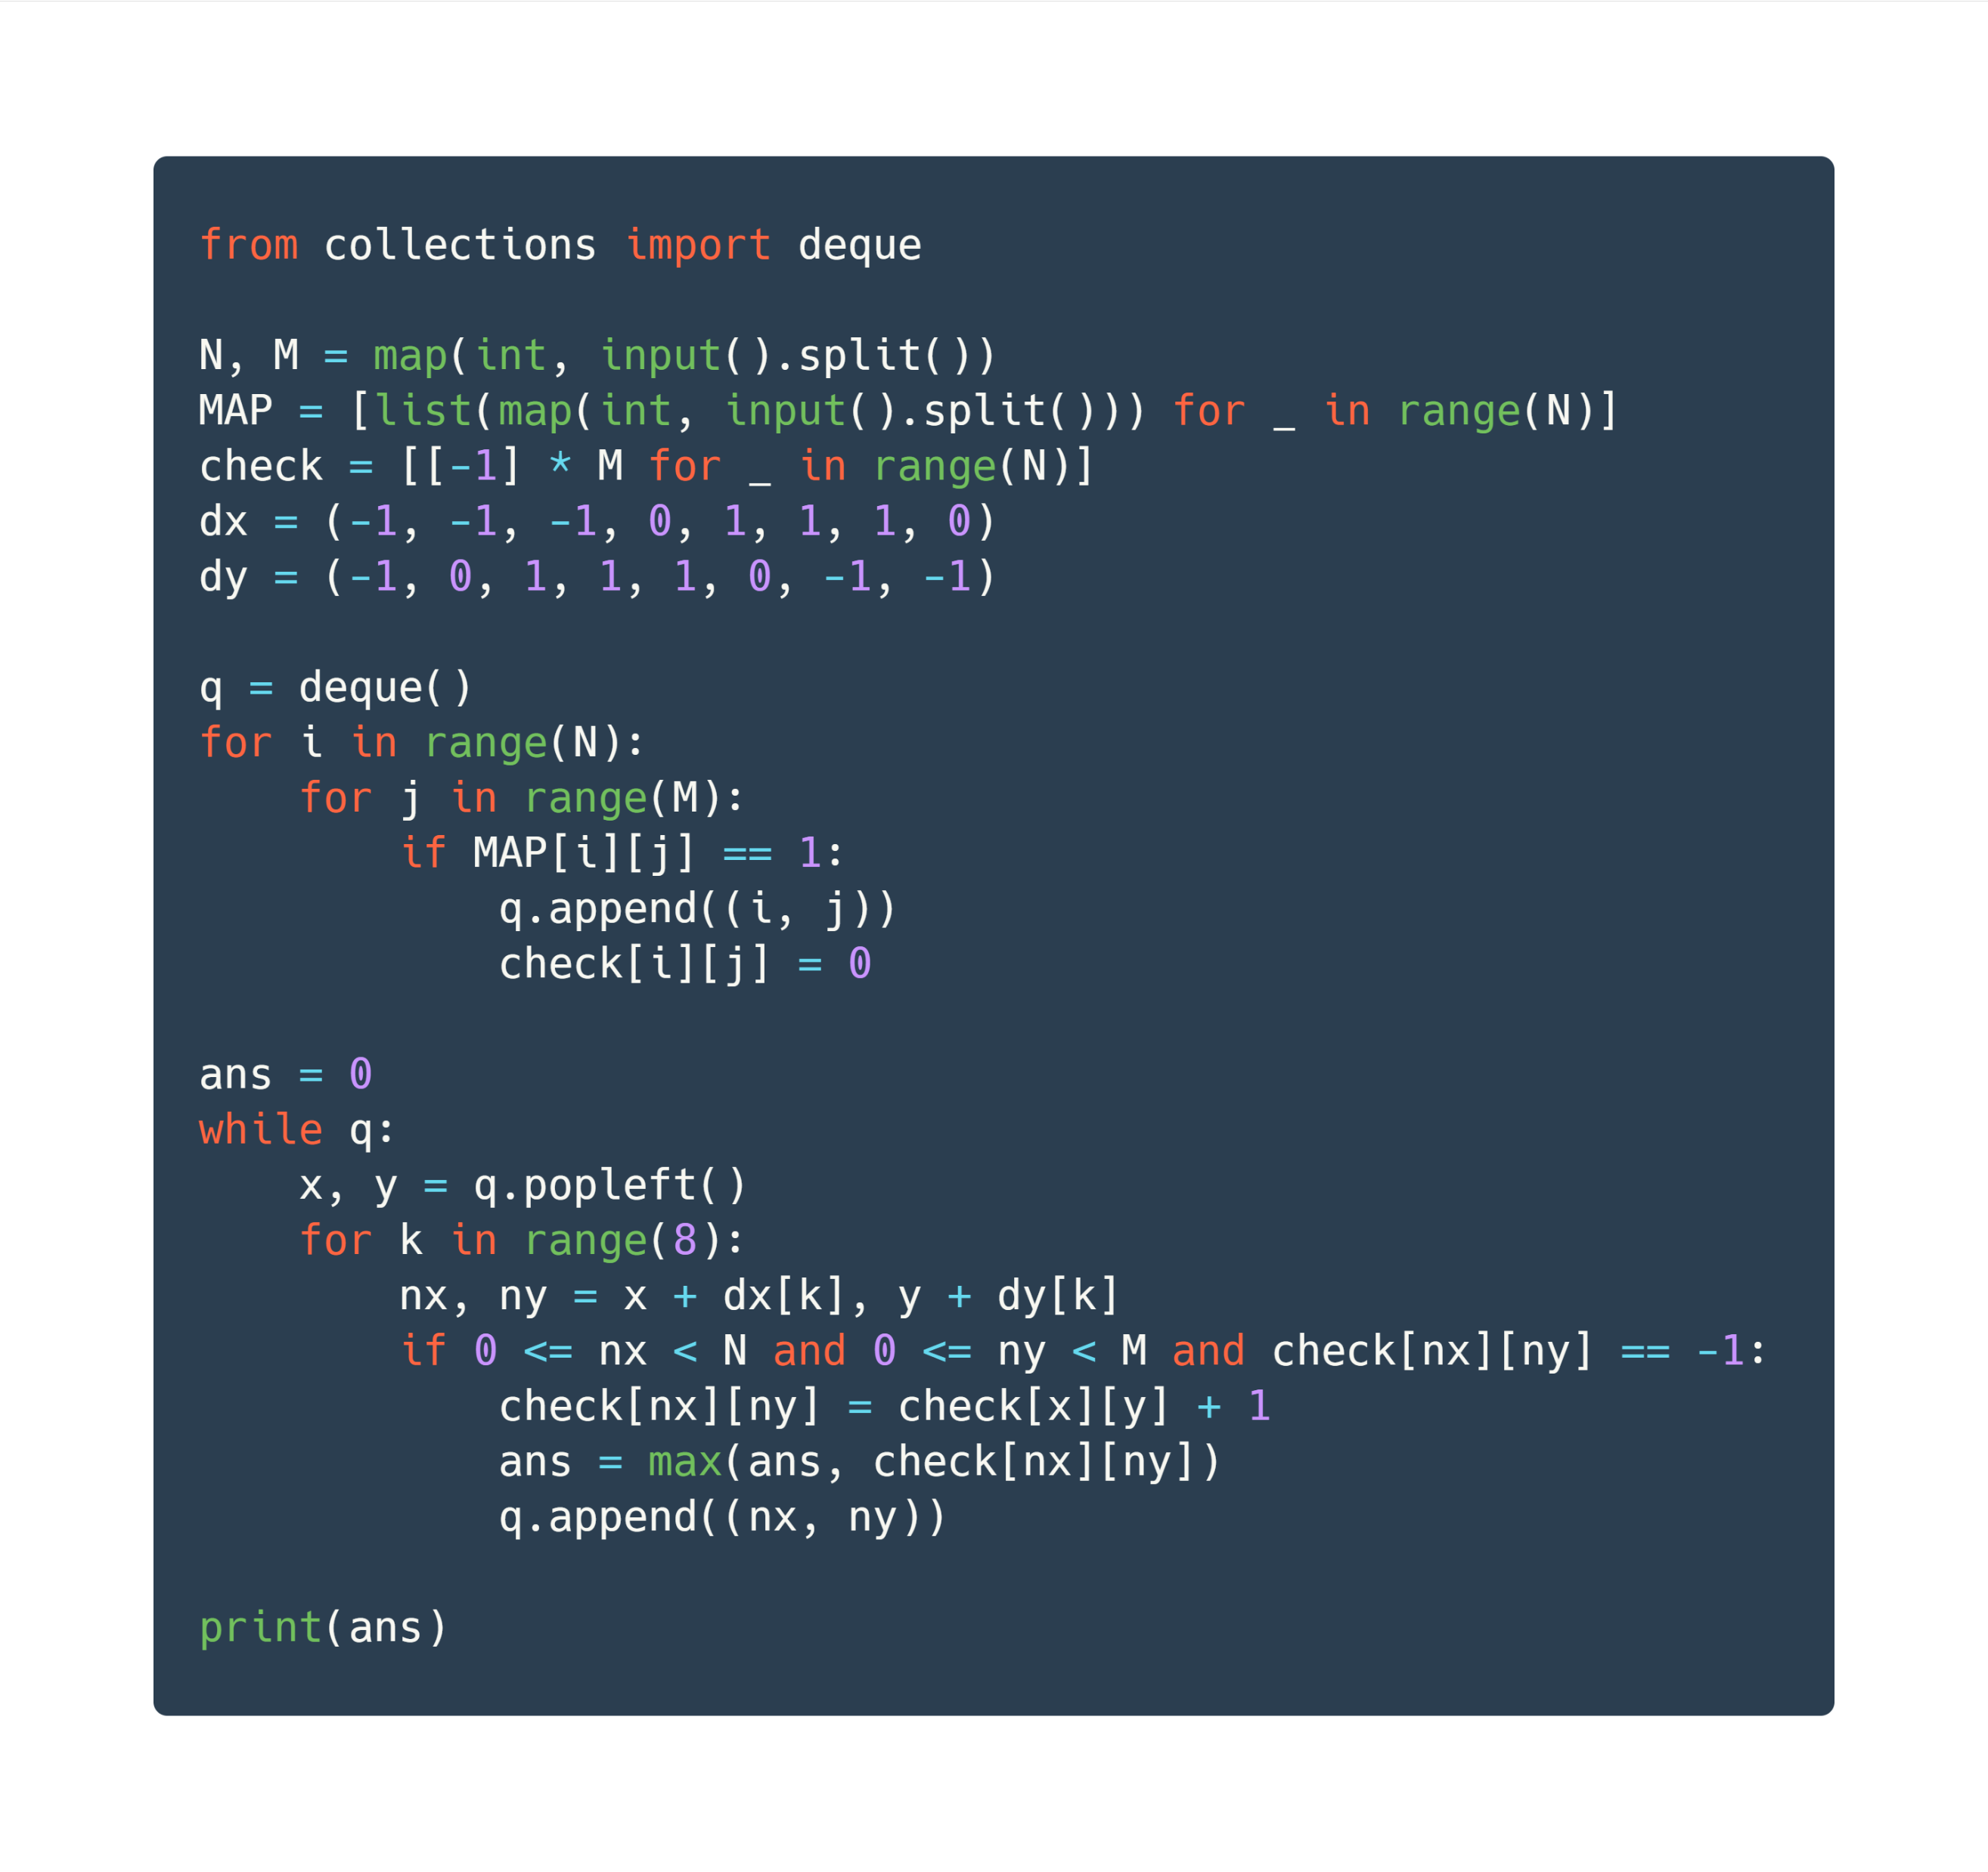 from collections import deque
N, M = map(int, input().split())
MAP = [list(map(int, input().split())) for _ in range(N)]
check = [[-1] * M for _ in range(N)]
dx = (-1, -1, -1, 0, 1, 1, 1, 0)
dy = (-1, 0, 1, 1, 1, 0, -1, -1)
q = deque()
for i in range(N):
    for j in range(M):
        if MAP[i][j] == 1:
            q.append((i, j))
            check[i][j] = 0
ans = 0
while q:
    x, y = q.popleft()
    for k in range(8):
        nx, ny = x + dx[k], y + dy[k]
        if 0 <= nx < N and 0 <= ny < M and check[nx][ny] == -1:
            check[nx][ny] = check[x][y] + 1
            ans = max(ans, check[nx][ny])
            q.append((nx, ny))
print(ans)